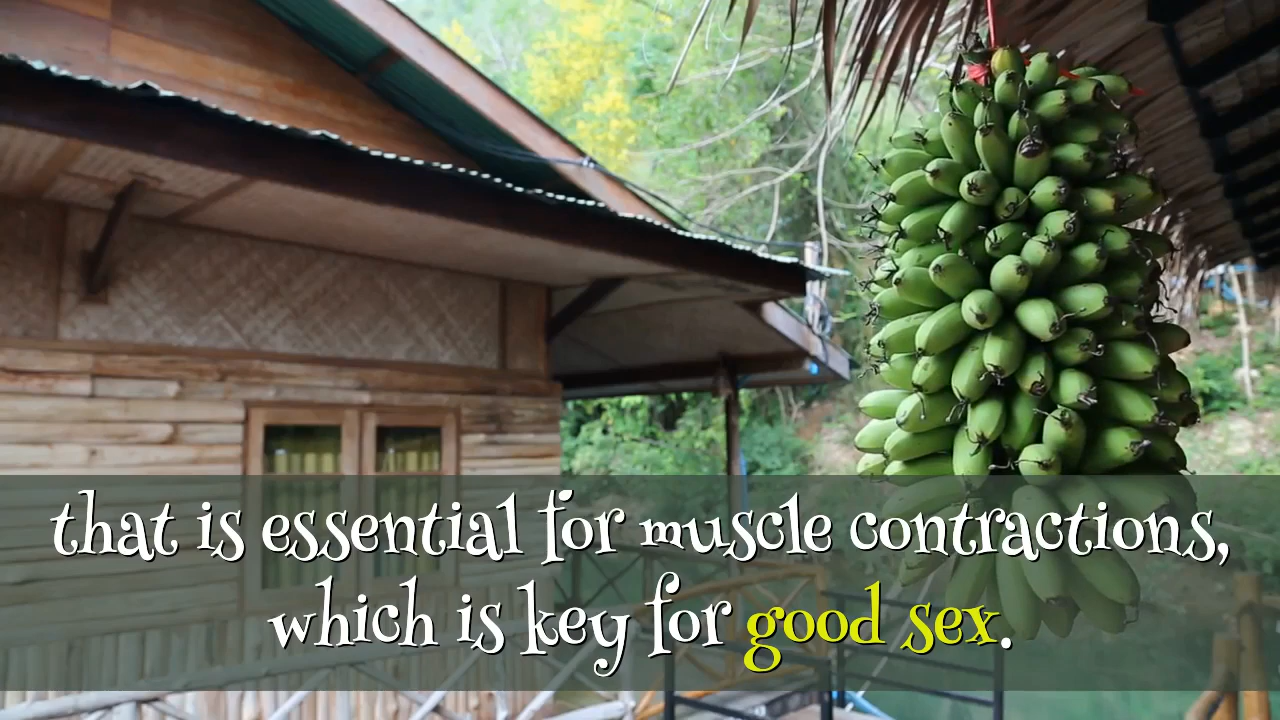 that is essential for muscle contractions,
which is key for good sex.